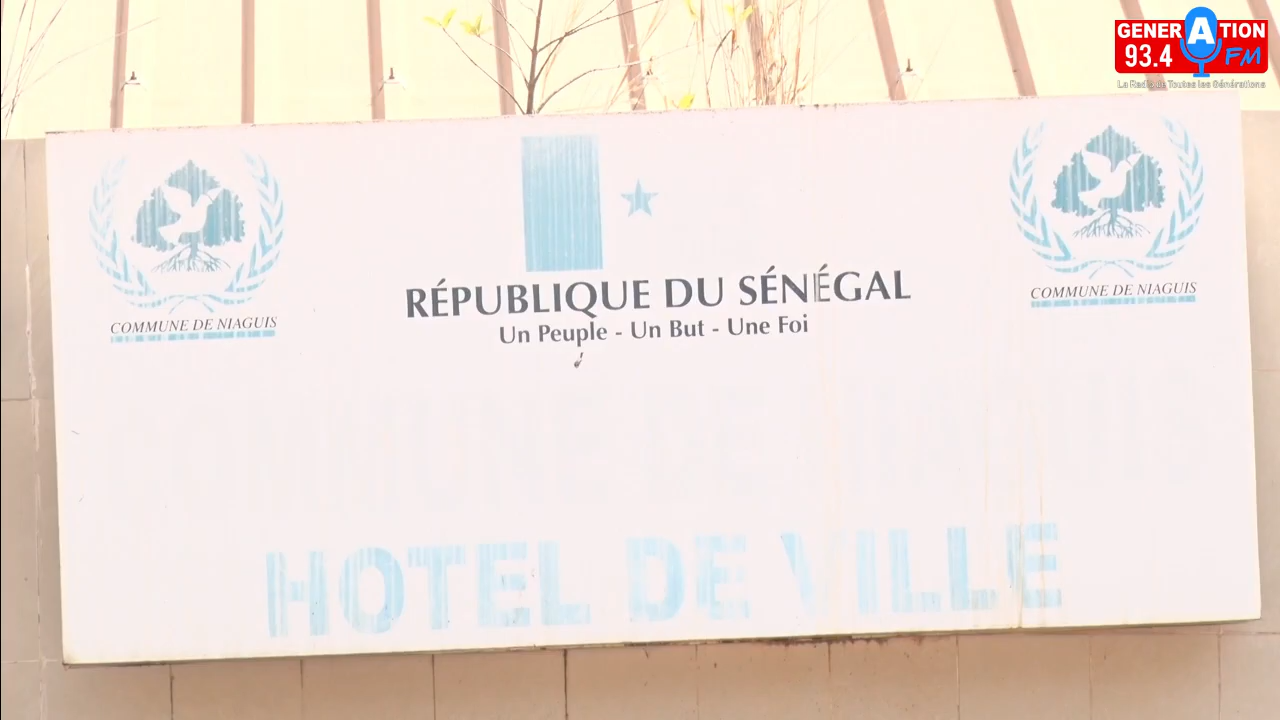 GENERATION
93.4 FM
La Radio de Toutes les Générations
COMMUNE DE NIAGUIS
RÉPUBLIQUE DU SÉNÉGAL
Un Peuple - Un But - Une Foi
COMMUNE DE NIAGUIS
COMMUNE DE NIAGUIS
HOTEL DE VILLE